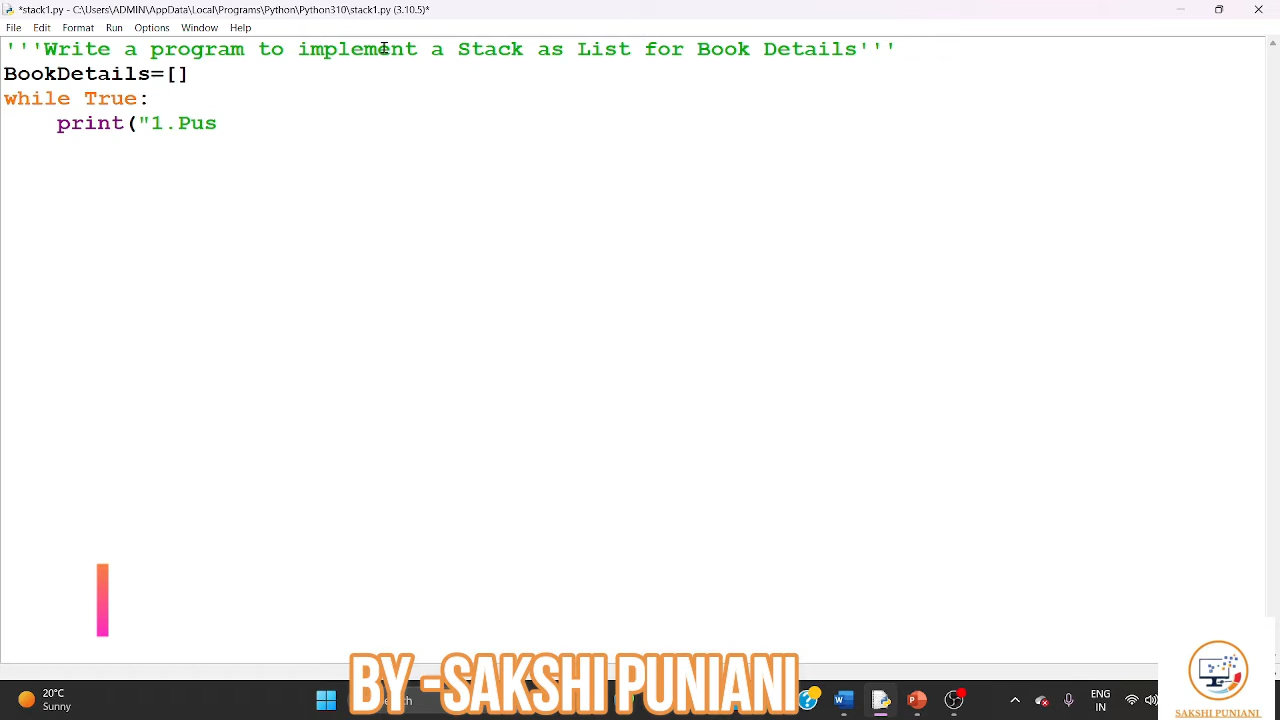 *stack1.py - C:\Users\ADMIN\AppData\Local\Programs\Python\Python310\stack1.py (3.10.5)*
File Edit Format Run Options Window Help
'''Write a program to implement a Stack as List for Book Details'''
BookDetails=[]
while True:
    print("1.Pus
BY -SAKSHI PUNIANI
SAKSHI PUNIANI
20°C
Sunny
ENG
IN